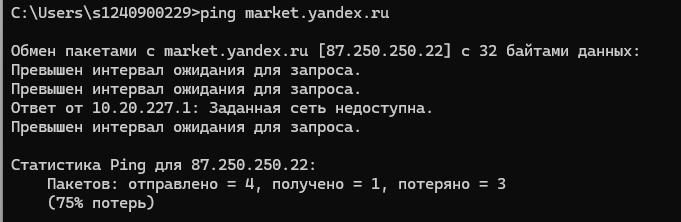 C:\Users\s1240900229>ping market.yandex.ru
Обмен пакетами с market.yandex.ru [87.250.250.22] с 32 байтами данных:
Превышен интервал ожидания для запроса.
Превышен интервал ожидания для запроса.
Ответ от 10.20.227.1: Заданная сеть недоступна.
Превышен интервал ожидания для запроса.
Статистика Ping для 87.250.250.22:
Пакетов: отправлено = 4, получено = 1, потеряно = 3
(75% потерь)